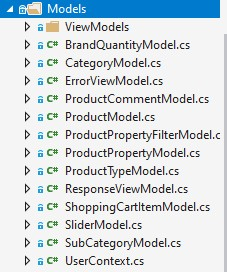 Models
ViewModels
C# BrandQuantityModel.cs
C# CategoryModel.cs
C# ErrorViewModel.cs
C# ProductCommentModel.cs
C# ProductModel.cs
C# ProductPropertyFilterModel.c
C# ProductPropertyModel.cs
C# ProductTypeModel.cs
C# ResponseViewModel.cs
C# ShoppingCartItemModel.cs
C# SliderModel.cs
C# SubCategoryModel.cs
C# UserContext.cs